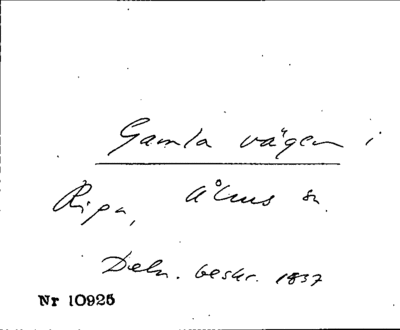 Gamla vägen i
Ripa, Åhus sn.
Deln. beskr. 1837
Nr 10925